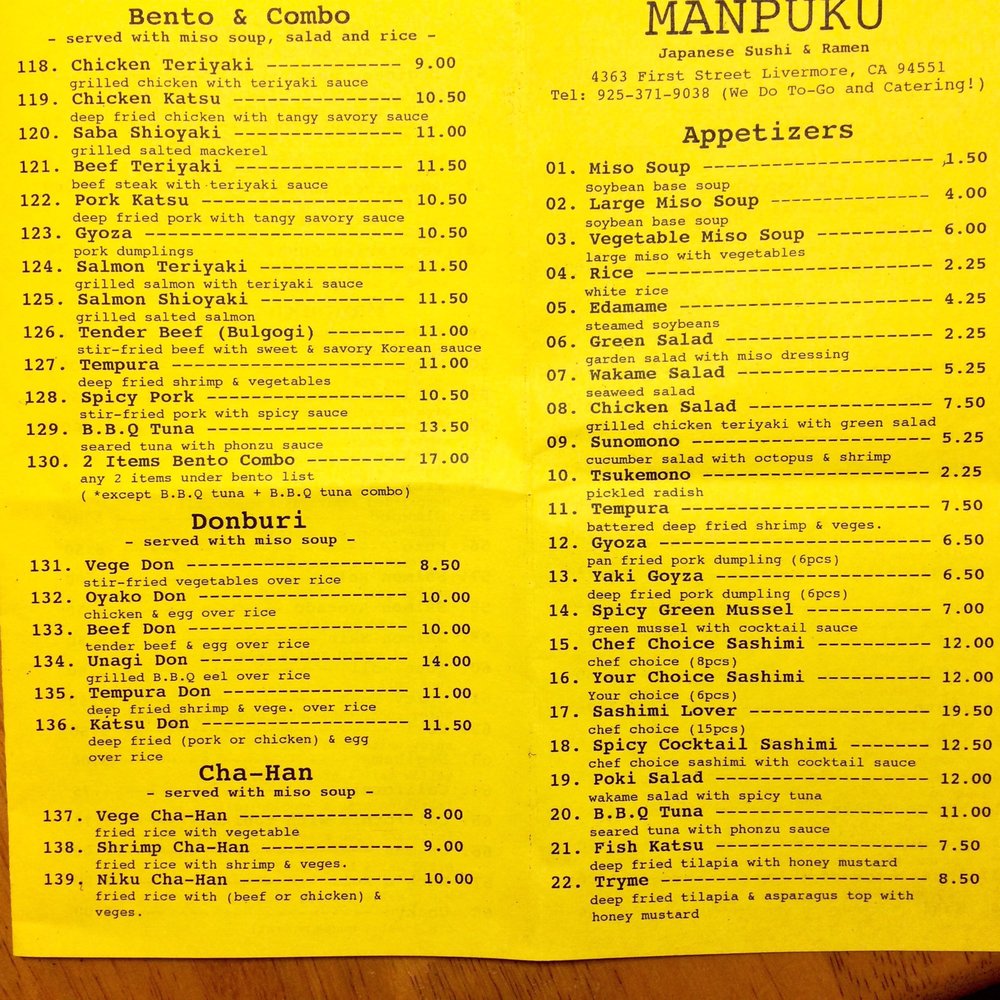 Bento & Combo
- served with miso soup, salad and rice -
118. Chicken Teriyaki ------------- 9.00
grilled chicken with teriyaki sauce
119. Chicken Katsu ---------------- 10.50
deep fried chicken with tangy savory sauce
120. Saba Shioyaki ---------------- 11.00
grilled salted mackerel
121. Beef Teriyaki ---------------- 11.50
beef steak with teriyaki sauce
122. Pork Katsu ------------------- 10.50
deep fried pork with tangy savory sauce
123. Gyoza ------------------------ 10.50
pork dumplings
124. Salmon Teriyaki -------------- 11.50
grilled salmon with teriyaki sauce
125. Salmon Shioyaki -------------- 11.50
grilled salted salmon
126. Tender Beef (Bulgogi) -------- 11.00
stir-fried beef with sweet & savory Korean sauce
127. Tempura ---------------------- 11.00
deep fried shrimp & vegetables
128. Spicy Pork ------------------- 10.50
stir-fried pork with spicy sauce
129. B.B.Q Tuna ------------------- 13.50
seared tuna with phonzu sauce
130. 2 Items Bento Combo ---------- 17.00
any 2 items under bento list
( *except B.B.Q tuna + B.B.Q tuna combo)
Donburi
- served with miso soup -
131. Vege Don --------------------- 8.50
stir-fried vegetables over rice
132. Oyako Don -------------------- 10.00
chicken & egg over rice
133. Beef Don --------------------- 10.00
tender beef & egg over rice
134. Unagi Don -------------------- 14.00
grilled B.B.Q eel over rice
135. Tempura Don ------------------ 11.00
deep fried shrimp & vege. over rice
136. Katsu Don -------------------- 11.50
deep fried (pork or chicken) & egg
over rice
Cha-Han
- served with miso soup -
137. Vege Cha-Han ----------------- 8.00
fried rice with vegetable
138. Shrimp Cha-Han --------------- 9.00
fried rice with shrimp & veges.
139. Niku Cha-Han ----------------- 10.00
fried rice with (beef or chicken) &
veges.
MANPUKU
Japanese Sushi & Ramen
4363 First Street Livermore, CA 94551
Tel: 925-371-9038 (We Do To-Go and Catering!)
Appetizers
01. Miso Soup -------------------- 1.50
soybean base soup
02. Large Miso Soup -------------- 4.00
soybean base soup
03. Vegetable Miso Soup ---------- 6.00
large miso with vegetables
04. Rice ------------------------- 2.25
white rice
05. Edamame ---------------------- 4.25
steamed soybeans
06. Green Salad ------------------ 2.25
garden salad with miso dressing
07. Wakame Salad ----------------- 5.25
seaweed salad
08. Chicken Salad ---------------- 7.50
grilled chicken teriyaki with green salad
09. Sunomono --------------------- 5.25
cucumber salad with octopus & shrimp
10. Tsukemono -------------------- 2.25
pickled radish
11. Tempura ---------------------- 7.50
battered deep fried shrimp & veges.
12. Gyoza ------------------------ 6.50
pan fried pork dumpling (6pcs)
13. Yaki Goyza ------------------- 6.50
deep fried pork dumpling (6pcs)
14. Spicy Green Mussel ----------- 7.00
green mussel with cocktail sauce
15. Chef Choice Sashimi ---------- 12.00
chef choice (8pcs)
16. Your Choice Sashimi ---------- 12.00
Your choice (6pcs)
17. Sashimi Lover ---------------- 19.50
chef choice (15pcs)
18. Spicy Cocktail Sashimi ------- 12.50
chef choice sashimi with cocktail sauce
19. Poki Salad ------------------- 12.00
wakame salad with spicy tuna
20. B.B.Q Tuna ------------------- 11.00
seared tuna with phonzu sauce
21. Fish Katsu ------------------- 7.50
deep fried tilapia with honey mustard
22. Tryme ------------------------ 8.50
deep fried tilapia & asparagus top with
honey mustard